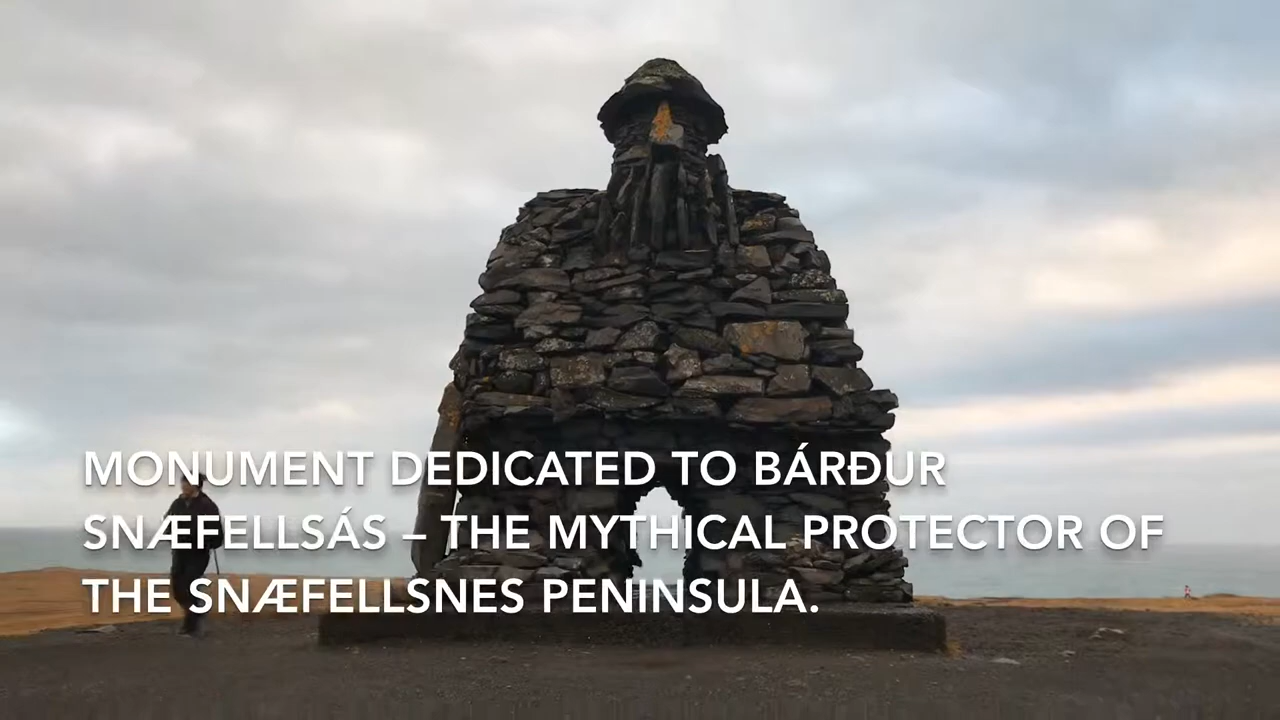 MONUMENT DEDICATED TO BÁRÐUR
SNÆFELLSÁS – THE MYTHICAL PROTECTOR OF
THE SNÆFELLSNES PENINSULA.